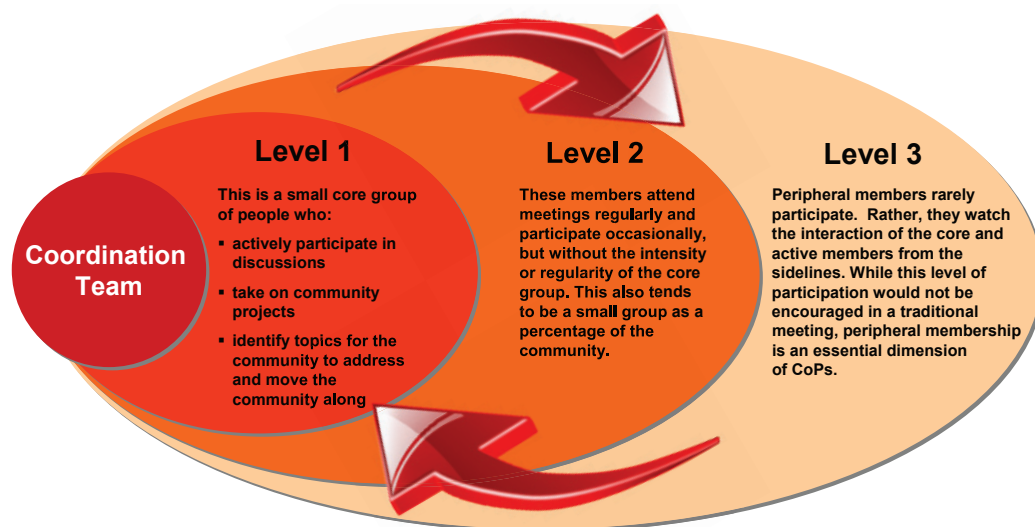 Coordination
Team
Level 1
This is a small core group
of people who:
▪ actively participate in
discussions
▪ take on community
projects
▪ identify topics for the
community to address
and move the
community along
Level 2
These members attend
meetings regularly and
participate occasionally,
but without the intensity
or regularity of the core
group. This also tends
to be a small group as a
percentage of the
community.
Level 3
Peripheral members rarely
participate.  Rather, they watch
the interaction of the core and
active members from the
sidelines. While this level of
participation would not be
encouraged in a traditional
meeting, peripheral membership
is an essential dimension
of CoPs.